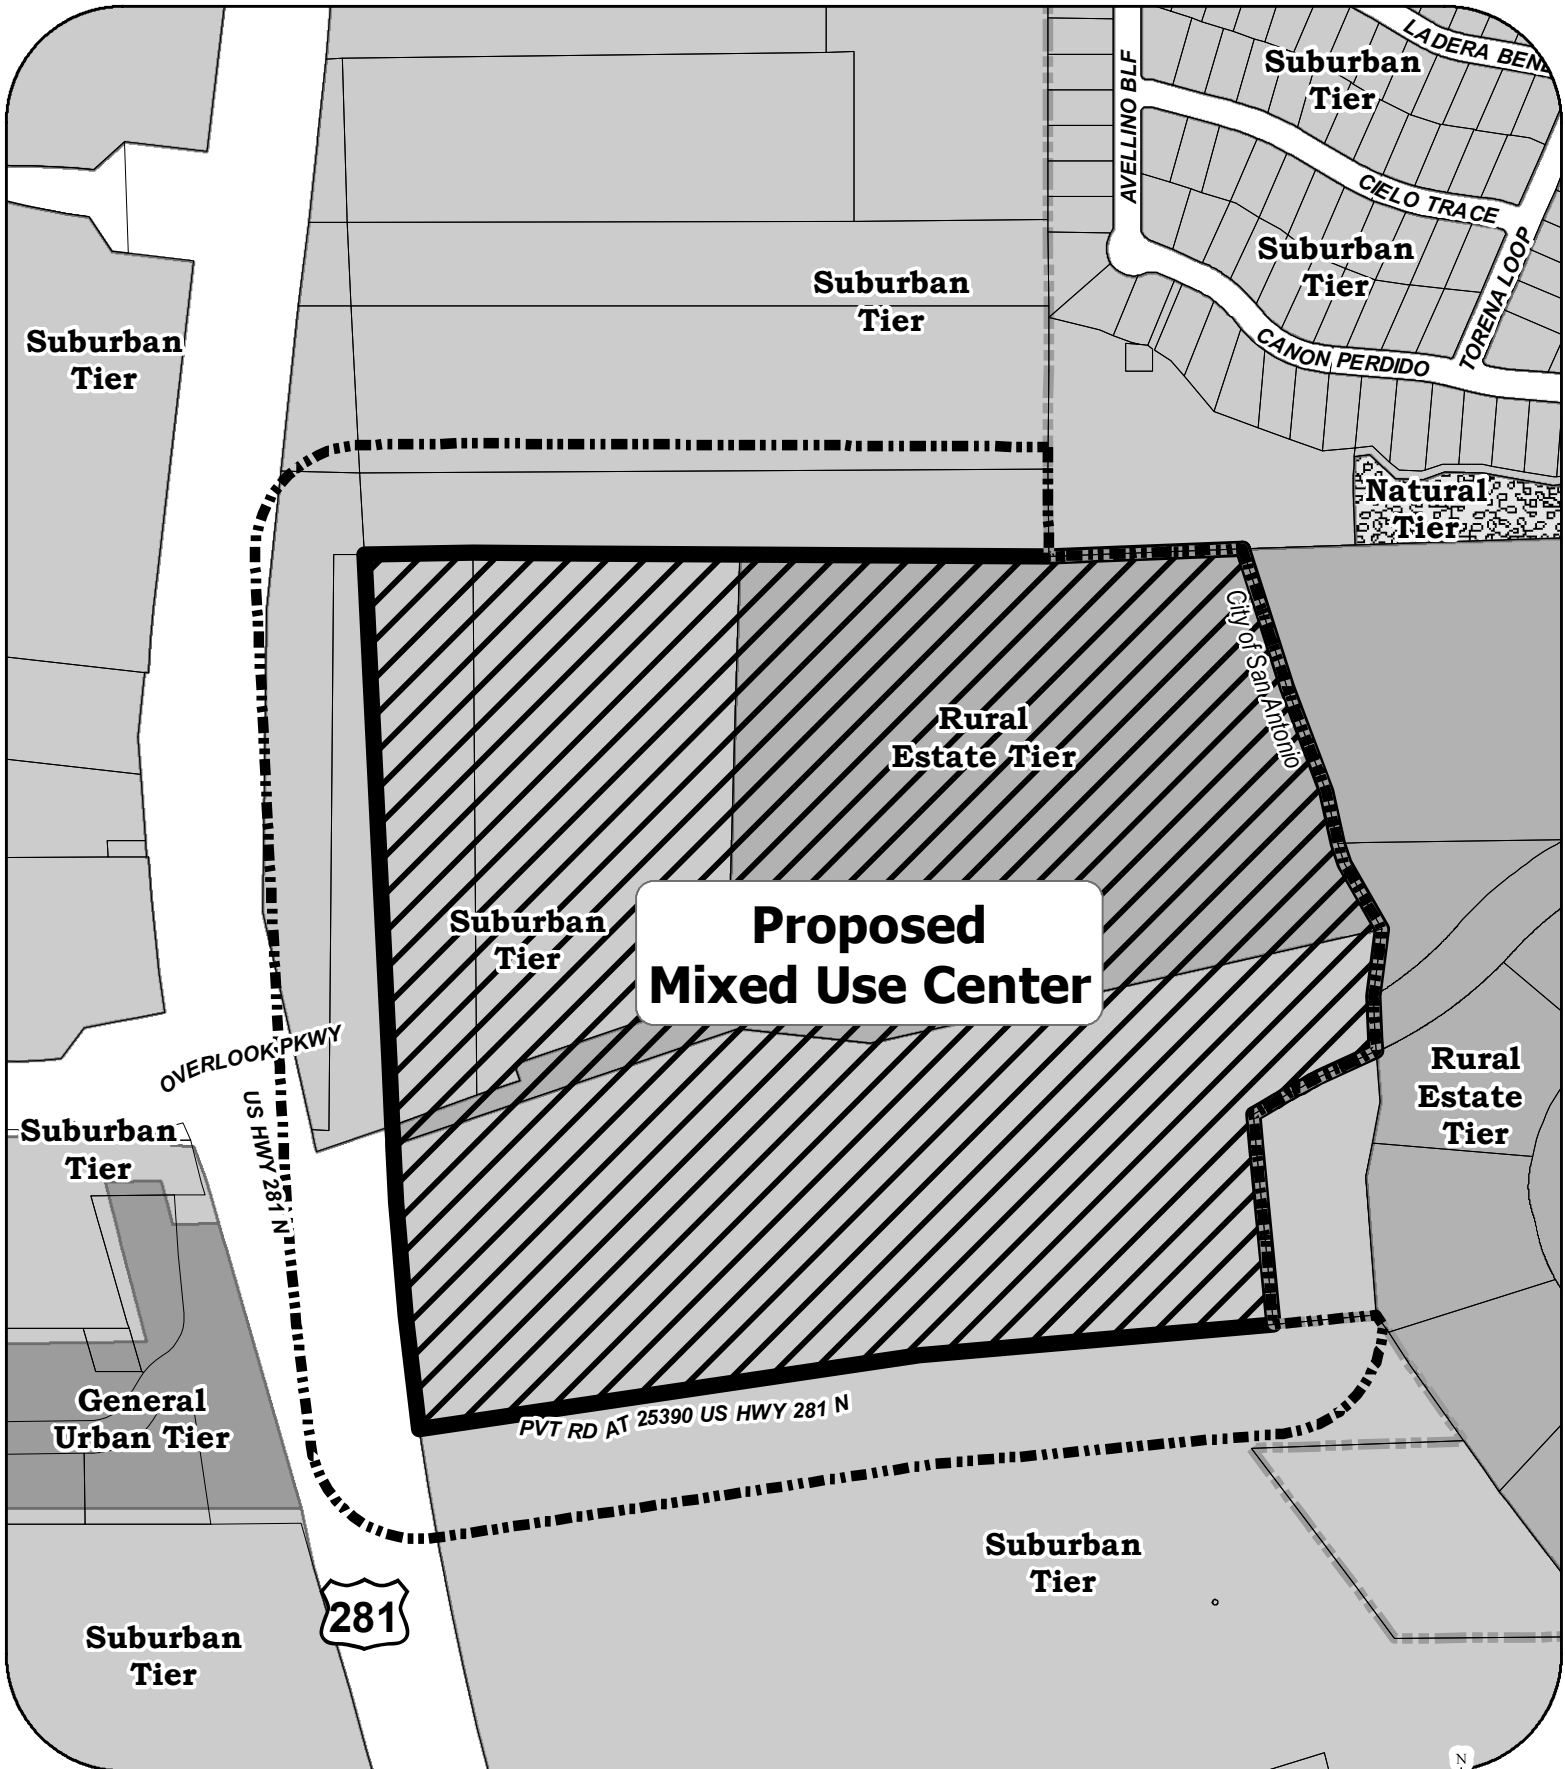 LADERA BEND
Suburban
Tier
AVELLINO BLF
CIELO TRACE
Suburban
Tier
TORENA LOOP
Suburban
Tier
CANON PERDIDO
Suburban
Tier
Natural
Tier
City of San Antonio
Rural
Estate Tier
Suburban
Tier
Proposed
Mixed Use Center
OVERLOOK PKWY
US HWY 281 N
Rural
Estate
Tier
Suburban
Tier
General
Urban Tier
PVT RD AT 25390 US HWY 281 N
Suburban
Tier
281
Suburban
Tier
N